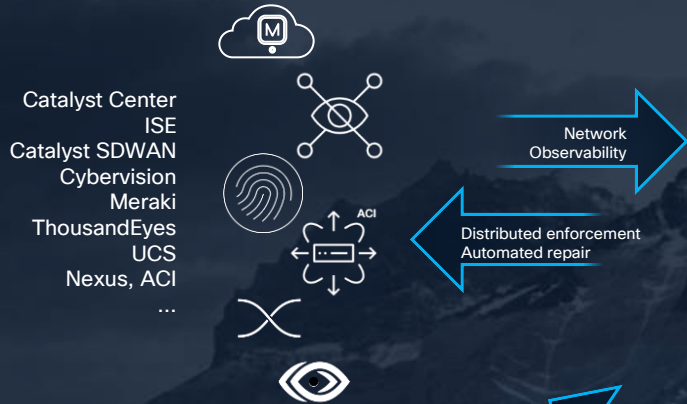 M
Catalyst Center
ISE
Catalyst SDWAN
Cybervision
Meraki
ThousandEyes
UCS
Nexus, ACI
...
ACI
Network
Observability
Distributed enforcement
Automated repair